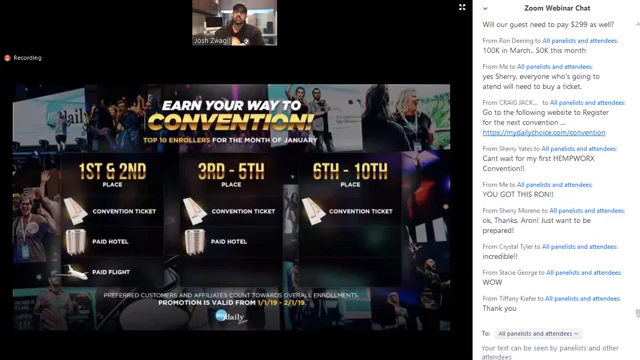 Recording
Josh Zwagil
EARN YOUR WAY TO
CONVENTION!
TOP 10 ENROLLERS FOR THE MONTH OF JANUARY
1ST & 2ND
PLACE
CONVENTION TICKET
PAID HOTEL
PAID FLIGHT
3RD - 5TH
PLACE
CONVENTION TICKET
PAID HOTEL
6TH - 10TH
PLACE
CONVENTION TICKET
PREFERRED CUSTOMERS AND AFFILIATES COUNT TOWARDS OVERALL ENROLLMENTS.
PROMOTION IS VALID FROM 1/1/19 - 2/1/19.
my daily
Zoom Webinar Chat
Will our guest need to pay $299 as well?
From Ron Deering to All panelists and attendees:
100K in March.. 50K this month
From Me to All panelists and attendees:
yes Sherry, everyone who's going to
atend will need to buy a ticket.
From CRAIG JACK... to All panelists and attendees:
Go to the following website to Register
for the next convention ...
https://mydailychoice.com/convention
From Sherry Yates to All panelists and attendees:
Cant wait for my first HEMPWORX
Convention!!
From Me to All panelists and attendees:
YOU GOT THIS RON!!
From Sherry Moreno to All panelists and attendees:
ok, Thanks, Aron! Just want to be
prepared!
From Crystal Tyler to All panelists and attendees:
incredible!!
From Stacie George to All panelists and attendees:
WOW
From Tiffany Kiefer to All panelists and attendees:
Thank you
To: All panelists and attendees
Your text can be seen by panelists and other
attendees